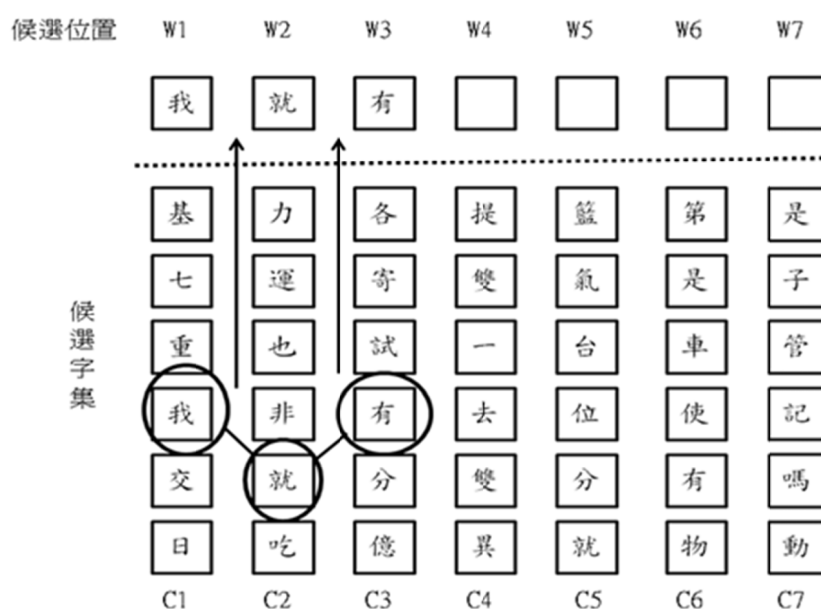 候選位置 W1 W2 W3 W4 W5 W6 W7
我 就 有
基 力 各 提 籃 第 是
七 運 寄 雙 氣 是 子
重 也 試 一 台 車 管
我 非 有 去 位 使 記
交 就 分 雙 分 有 嗎
日 吃 億 異 就 物 動
候選字集
C1 C2 C3 C4 C5 C6 C7